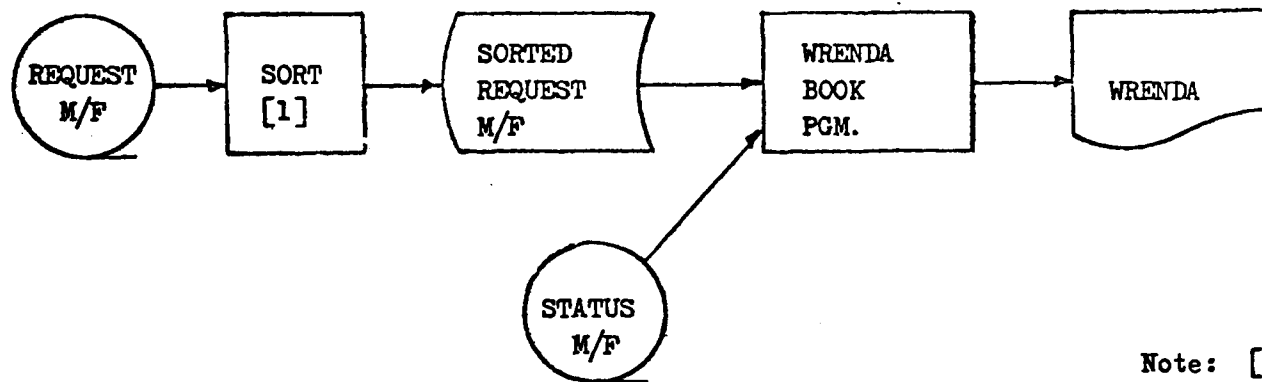 REQUEST
M/F
SORT
[1]
SORTED
REQUEST
M/F
WRENDA
BOOK
PGM.
WRENDA
STATUS
M/F
Note: [